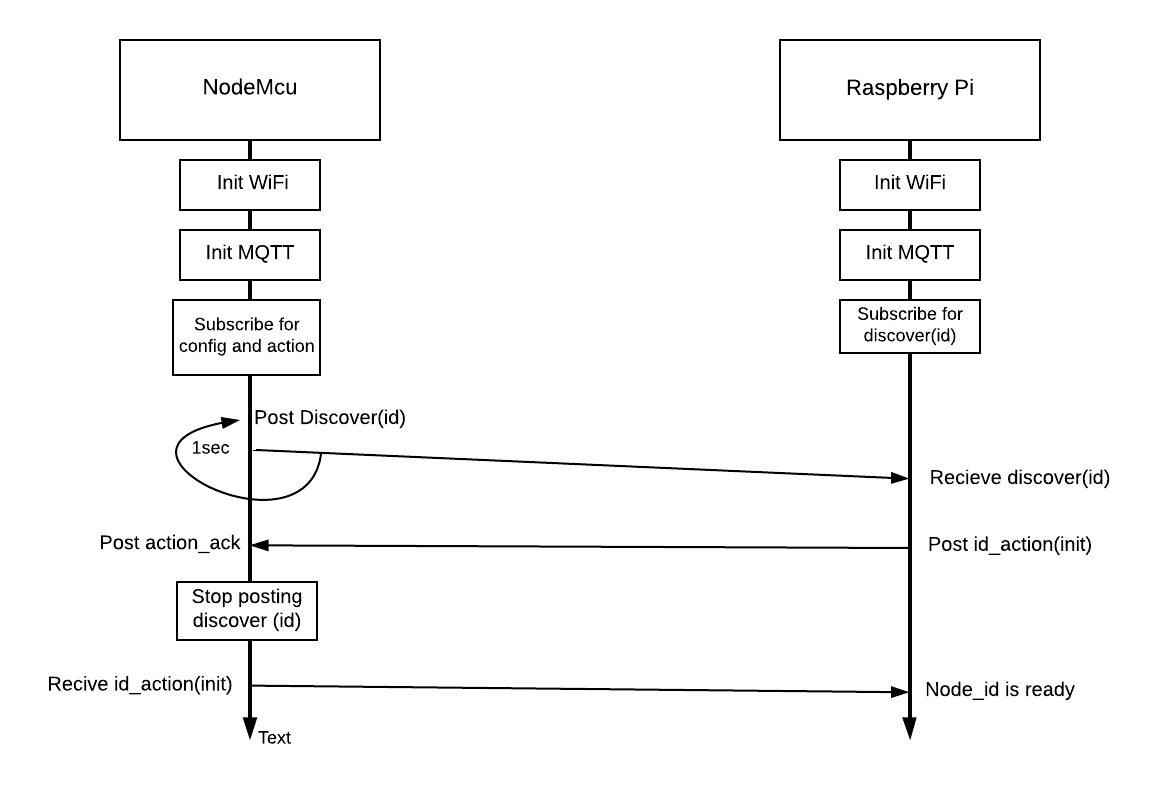 NodeMcu
Raspberry Pi
Init WiFi
Init WiFi
Init MQTT
Init MQTT
Subscribe for
config and action
Subscribe for
discover(id)
Post Discover(id)
1sec
Recieve discover(id)
Post action_ack
Post id_action(init)
Stop posting
discover (id)
Recive id_action(init)
Node_id is ready
Text